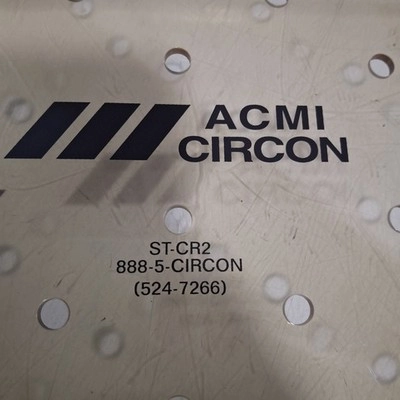 ACMI
CIRCON
ST-CR2
888-5-CIRCON
(524-7266)